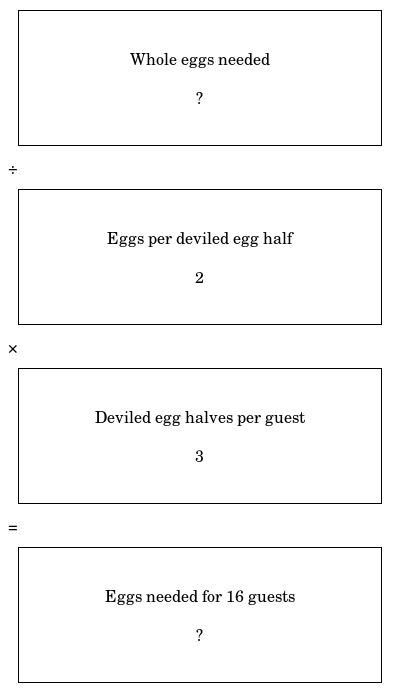 Whole eggs needed
?
÷
Eggs per deviled egg half
2
×
Deviled egg halves per guest
3
=
Eggs needed for 16 guests
?